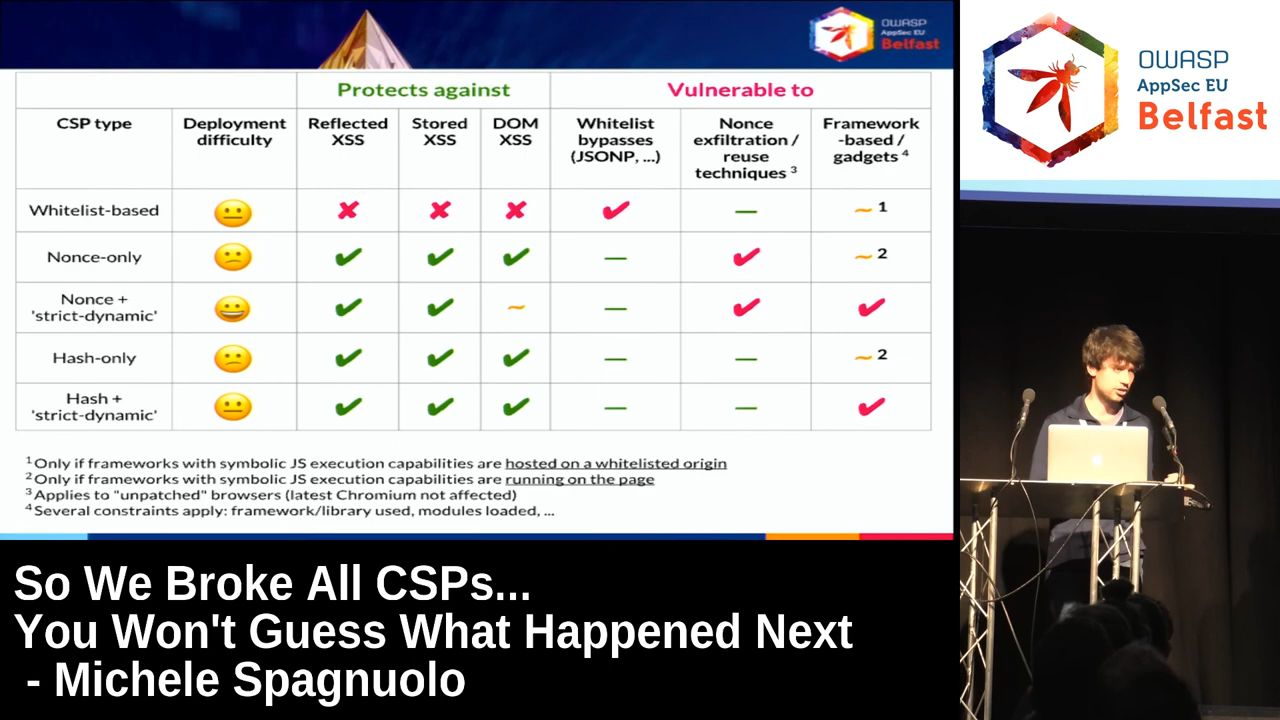 OWASP
AppSec EU
Belfast
Protects against
Vulnerable to
CSP type
Deployment
difficulty
Reflected
XSS
Stored
XSS
DOM
XSS
Whitelist
bypasses
(JSONP, ...)
Nonce
exfiltration /
reuse
techniques 3
Framework
-based /
gadgets 4
Whitelist-based
✘
✘
✘
✔
—
~ 1
Nonce-only
✔
✔
✔
—
✔
~ 2
Nonce +
'strict-dynamic'
✔
✔
~
—
✔
✔
Hash-only
✔
✔
✔
—
—
~ 2
Hash +
'strict-dynamic'
✔
✔
✔
—
—
✔
1 Only if frameworks with symbolic JS execution capabilities are hosted on a whitelisted origin
2 Only if frameworks with symbolic JS execution capabilities are running on the page
3 Applies to "unpatched" browsers (latest Chromium not affected)
4 Several constraints apply: framework/library used, modules loaded, ...
OWASP
AppSec EU
Belfast
So We Broke All CSPs...
You Won't Guess What Happened Next
- Michele Spagnuolo